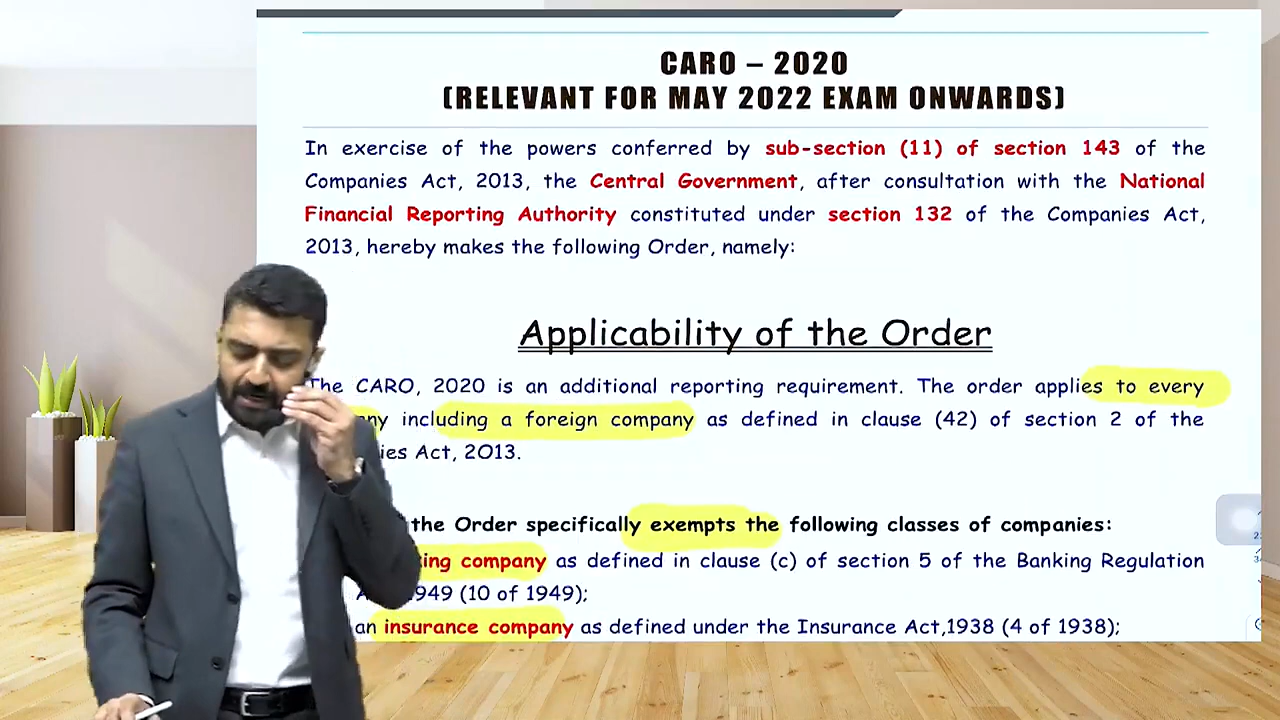 CARO – 2020
(RELEVANT FOR MAY 2022 EXAM ONWARDS)
In exercise of the powers conferred by sub-section (11) of section 143 of the
Companies Act, 2013, the Central Government, after consultation with the National
Financial Reporting Authority constituted under section 132 of the Companies Act,
2013, hereby makes the following Order, namely:
Applicability of the Order
The CARO, 2020 is an additional reporting requirement. The order applies to every
including a foreign company as defined in clause (42) of section 2 of the
Act, 2013.
the Order specifically exempts the following classes of companies:
company as defined in clause (c) of section 5 of the Banking Regulation
(10 of 1949);
an insurance company as defined under the Insurance Act,1938 (4 of 1938);